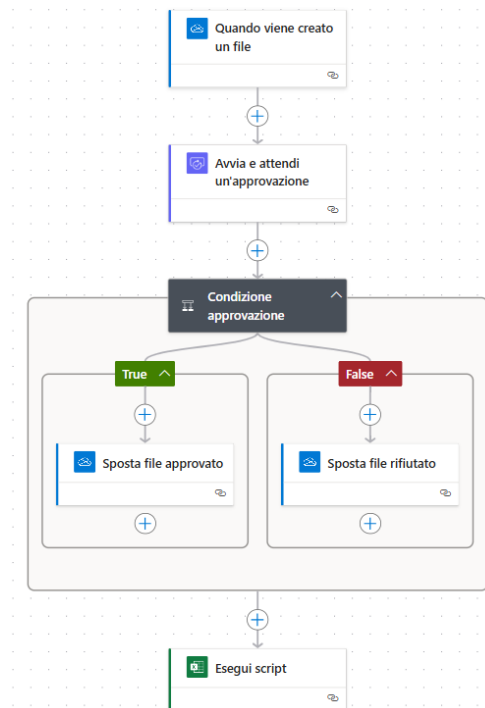 Quando viene creato
un file
Avvia e attendi
un'approvazione
Condizione
approvazione
True
False
Sposta file approvato
Sposta file rifiutato
Esegui script